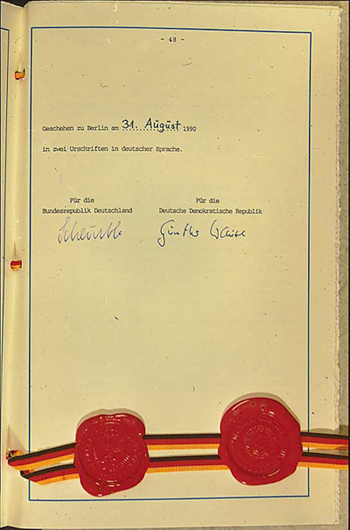 - 48 -
Geschehen zu Berlin am 31. August 1990
in zwei Urschriften in deutscher Sprache.
Für die
Bundesrepublik Deutschland
Für die
Deutsche Demokratische Republik
Schäuble
Günther Krause